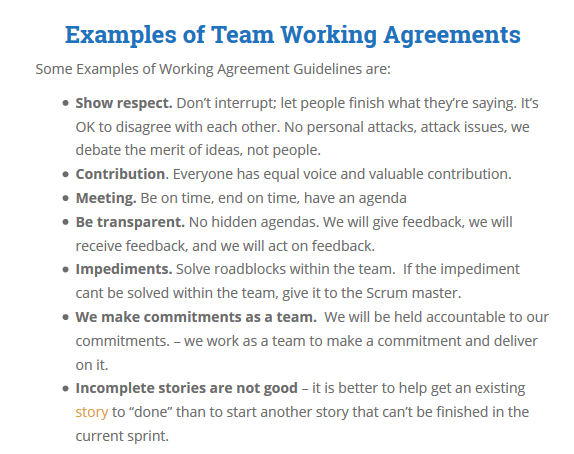 Examples of Team Working Agreements
Some Examples of Working Agreement Guidelines are:
• Show respect. Don’t interrupt; let people finish what they’re saying. It’s
OK to disagree with each other. No personal attacks, attack issues, we
debate the merit of ideas, not people.
• Contribution. Everyone has equal voice and valuable contribution.
• Meeting. Be on time, end on time, have an agenda
• Be transparent. No hidden agendas. We will give feedback, we will
receive feedback, and we will act on feedback.
• Impediments. Solve roadblocks within the team.  If the impediment
cant be solved within the team, give it to the Scrum master.
• We make commitments as a team.  We will be held accountable to our
commitments. – we work as a team to make a commitment and deliver
on it.
• Incomplete stories are not good – it is better to help get an existing
story to “done” than to start another story that can’t be finished in the
current sprint.